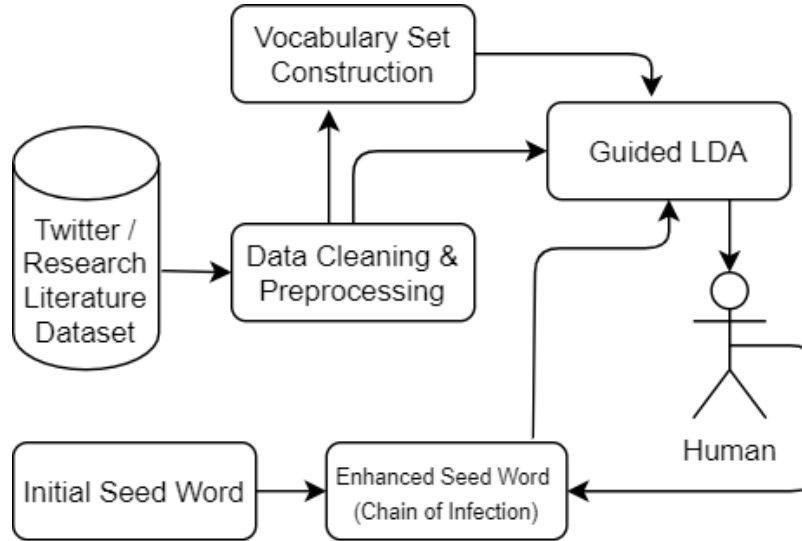 Vocabulary Set
Construction
Guided LDA
Twitter /
Research
Literature
Dataset
Data Cleaning &
Preprocessing
Human
Initial Seed Word
Enhanced Seed Word
(Chain of Infection)